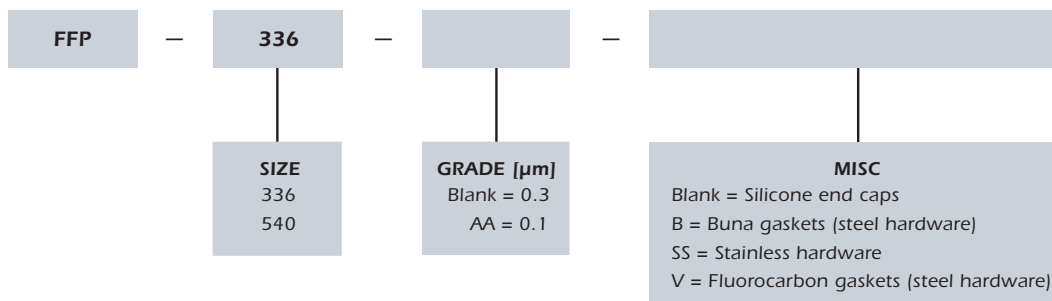 FFP – 336 – –
SIZE
336
540
GRADE [µm]
Blank = 0.3
AA = 0.1
MISC
Blank = Silicone end caps
B = Buna gaskets (steel hardware)
SS = Stainless hardware
V = Fluorocarbon gaskets (steel hardware)